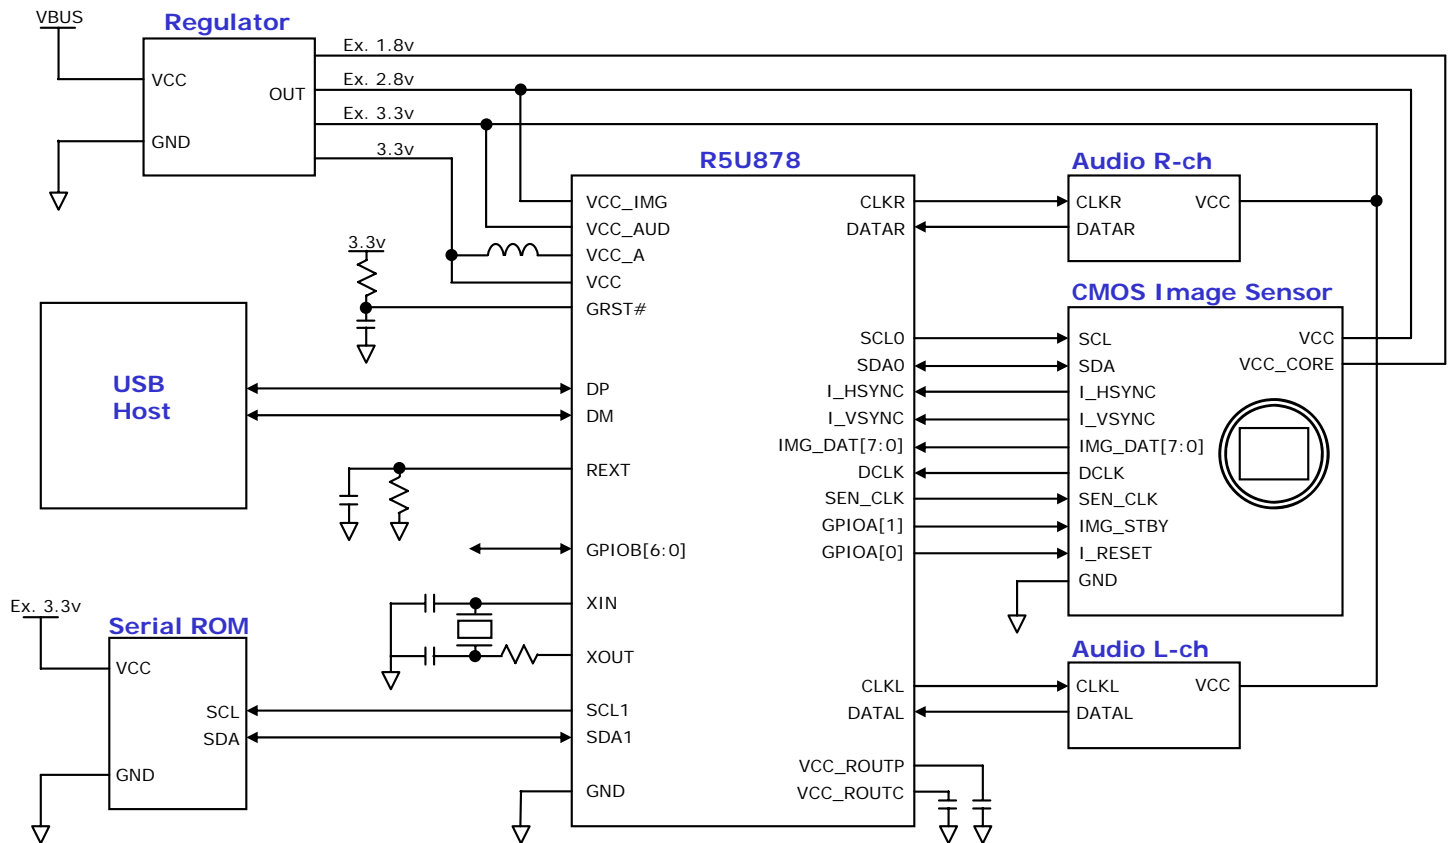 VBUS
Regulator
VCC
OUT
GND
Ex. 1.8v
Ex. 2.8v
Ex. 3.3v
3.3v
R5U878
VCC_IMG
VCC_AUD
VCC_A
VCC
GRST#
DP
DM
REXT
GPIOB[6:0]
XIN
XOUT
SCL1
SDA1
GND
CLKR
DATAR
SCL0
SDA0
I_HSYNC
I_VSYNC
IMG_DAT[7:0]
DCLK
SEN_CLK
GPIOA[1]
GPIOA[0]
CLKL
DATAL
VCC_ROUTP
VCC_ROUTC
3.3v
USB
Host
Ex. 3.3v
Serial ROM
VCC
SCL
SDA
GND
Audio R-ch
CLKR
VCC
DATAR
CMOS Image Sensor
SCL
VCC
VCC_CORE
SDA
I_HSYNC
I_VSYNC
IMG_DAT[7:0]
DCLK
SEN_CLK
IMG_STBY
I_RESET
GND
Audio L-ch
CLKL
VCC
DATAL